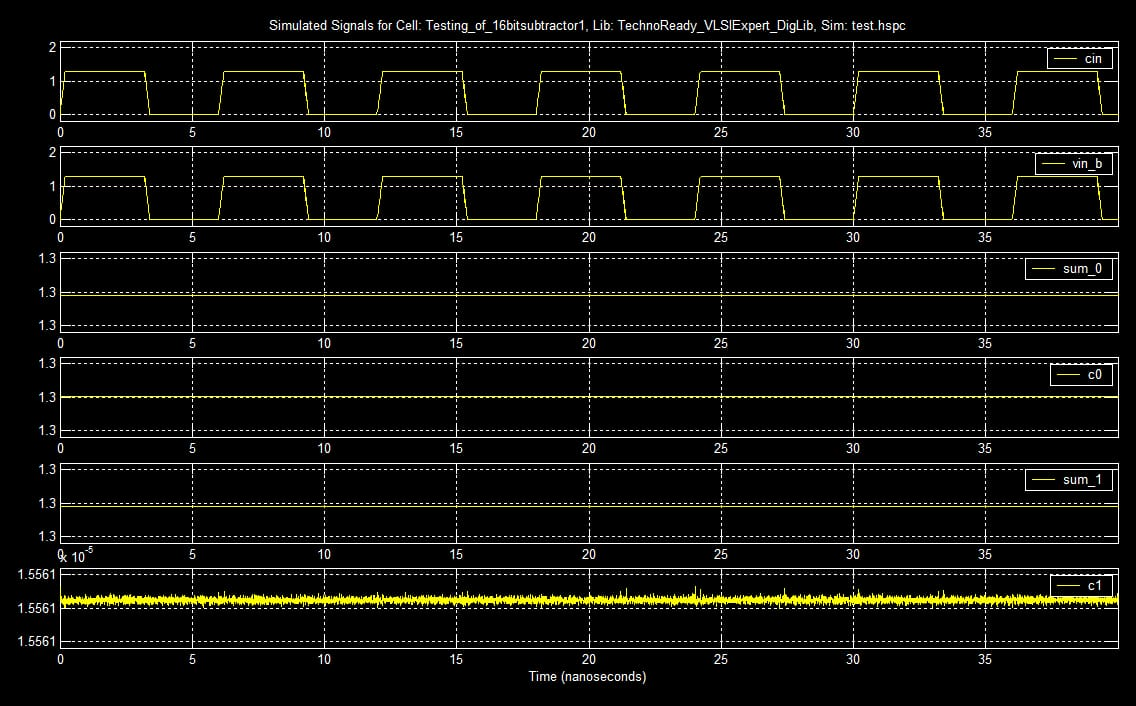 Simulated Signals for Cell: Testing_of_16bitsubtractor1, Lib: TechnoReady_VLSIExpert_DigLib, Sim: test.hspc
2
cin
1
0
0 5 10 15 20 25 30 35
2
vin_b
1
0
0 5 10 15 20 25 30 35
1.3
sum_0
1.3
1.3
0 5 10 15 20 25 30 35
1.3
c0
1.3
1.3
0 5 10 15 20 25 30 35
1.3
sum_1
1.3
1.3
0 5 10 15 20 25 30 35
x 10-5
1.5561
c1
1.5561
1.5561
0 5 10 15 20 25 30 35
Time (nanoseconds)